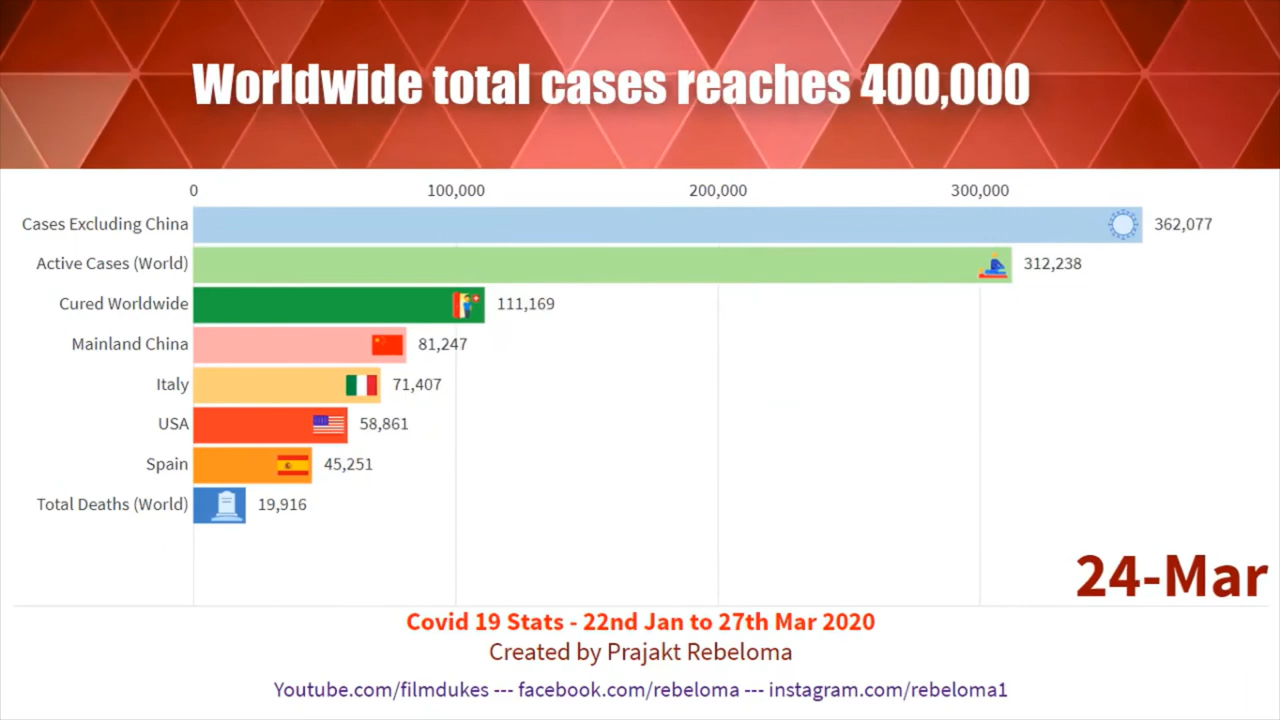 Worldwide total cases reaches 400,000
0 100,000 200,000 300,000
Cases Excluding China 362,077
Active Cases (World) 312,238
Cured Worldwide 111,169
Mainland China 81,247
Italy 71,407
USA 58,861
Spain 45,251
Total Deaths (World) 19,916
24-Mar
Covid 19 Stats - 22nd Jan to 27th Mar 2020
Created by Prajakt Rebeloma
Youtube.com/filmdukes --- facebook.com/rebeloma --- instagram.com/rebeloma1